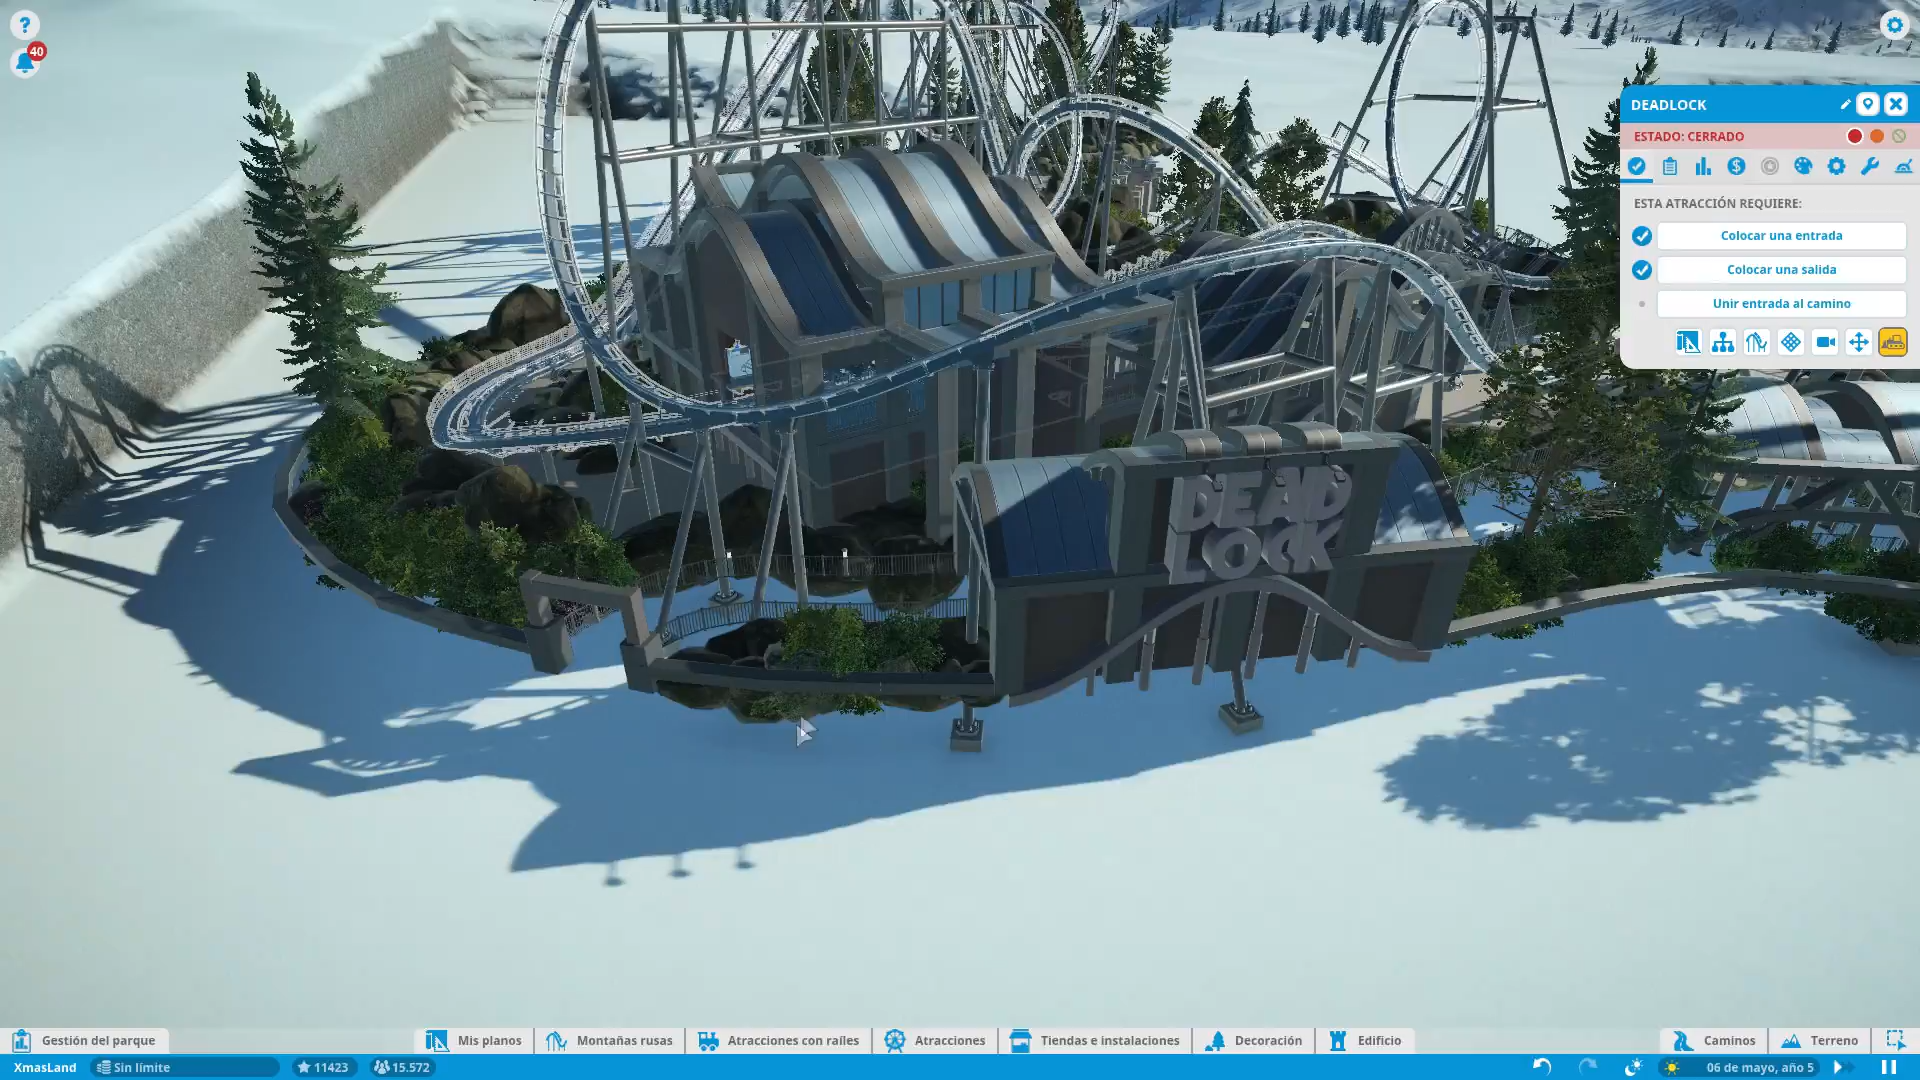 ?
40
DEADLOCK
ESTADO: CERRADO
ESTA ATRACCIÓN REQUIERE:
Colocar una entrada
Colocar una salida
Unir entrada al camino
DEAD
LOCK
Gestión del parque
Mis planos
Montañas rusas
Atracciones con raíles
Atracciones
Tiendas e instalaciones
Decoración
Edificio
Caminos
Terreno
XmasLand
Sin límite
11423
15.572
06 de mayo, año 5